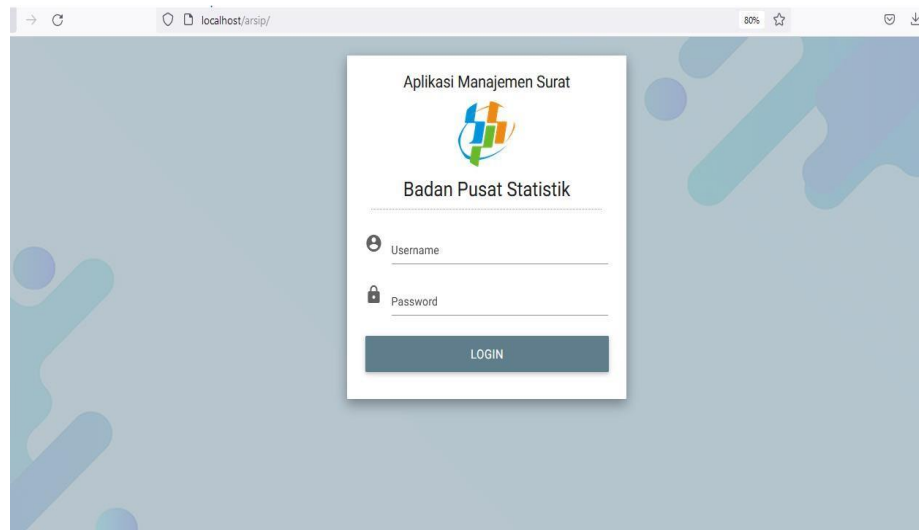 localhost/arsip/
80%
Aplikasi Manajemen Surat
Badan Pusat Statistik
Username
Password
LOGIN